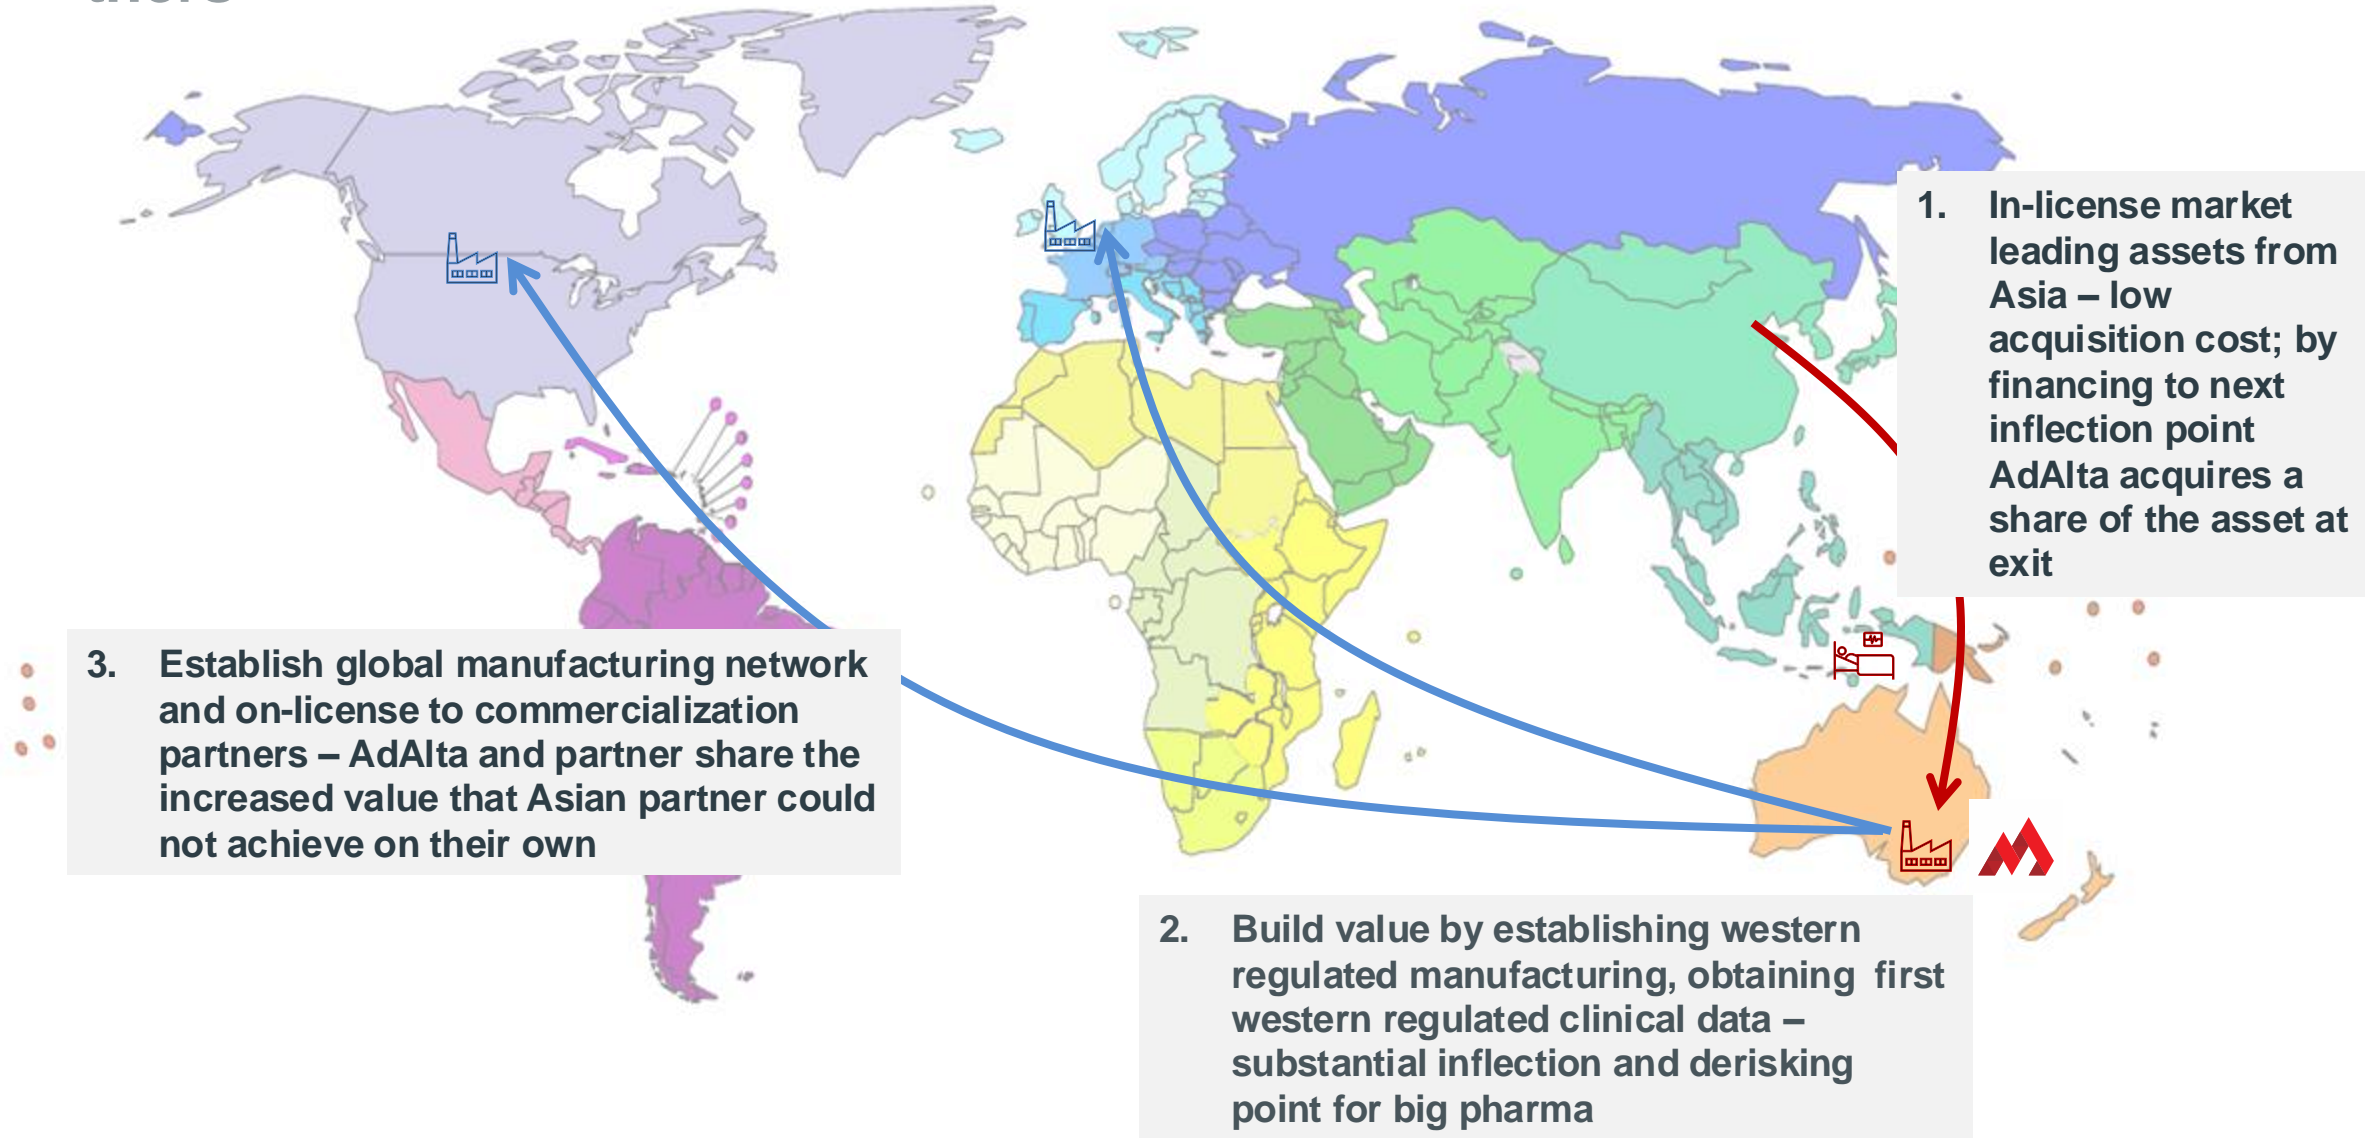 1. In-license market
leading assets from
Asia – low
acquisition cost; by
financing to next
inflection point
AdAlta acquires a
share of the asset at
exit
3. Establish global manufacturing network
and on-license to commercialization
partners – AdAlta and partner share the
increased value that Asian partner could
not achieve on their own
2. Build value by establishing western
regulated manufacturing, obtaining first
western regulated clinical data –
substantial inflection and derisking
point for big pharma